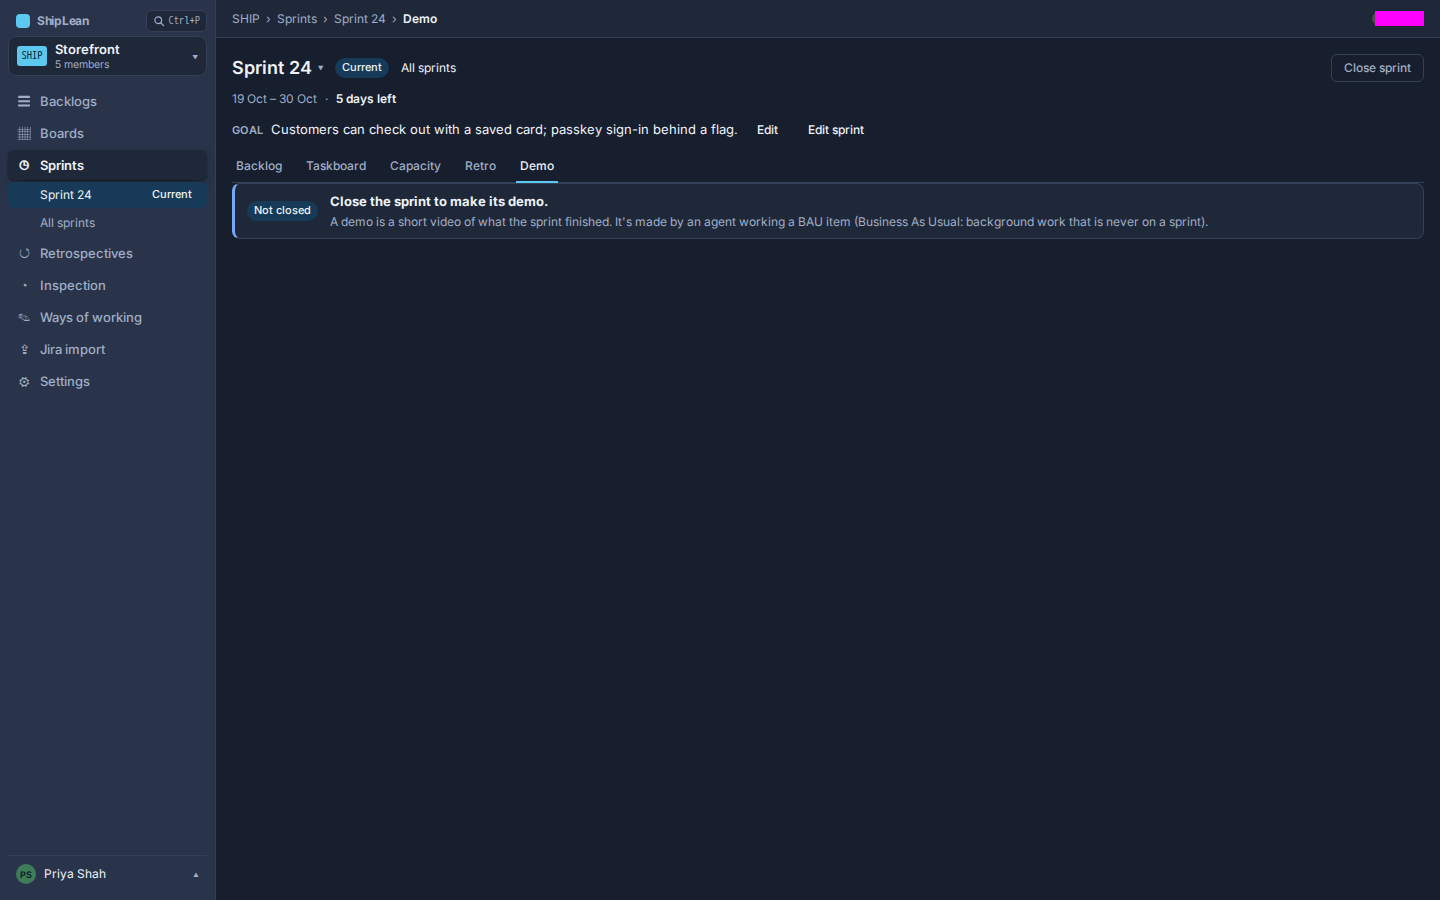 ShipLean
Ctrl+P
SHIP
Storefront
5 members
Backlogs
Boards
Sprints
Sprint 24
Current
All sprints
Retrospectives
Inspection
Ways of working
Jira import
Settings
PS
Priya Shah
SHIP › Sprints › Sprint 24 › Demo
Sprint 24
Current
All sprints
Close sprint
19 Oct – 30 Oct · 5 days left
GOAL Customers can check out with a saved card; passkey sign-in behind a flag. Edit Edit sprint
Backlog Taskboard Capacity Retro Demo
Not closed
Close the sprint to make its demo.
A demo is a short video of what the sprint finished. It's made by an agent working a BAU item (Business As Usual: background work that is never on a sprint).